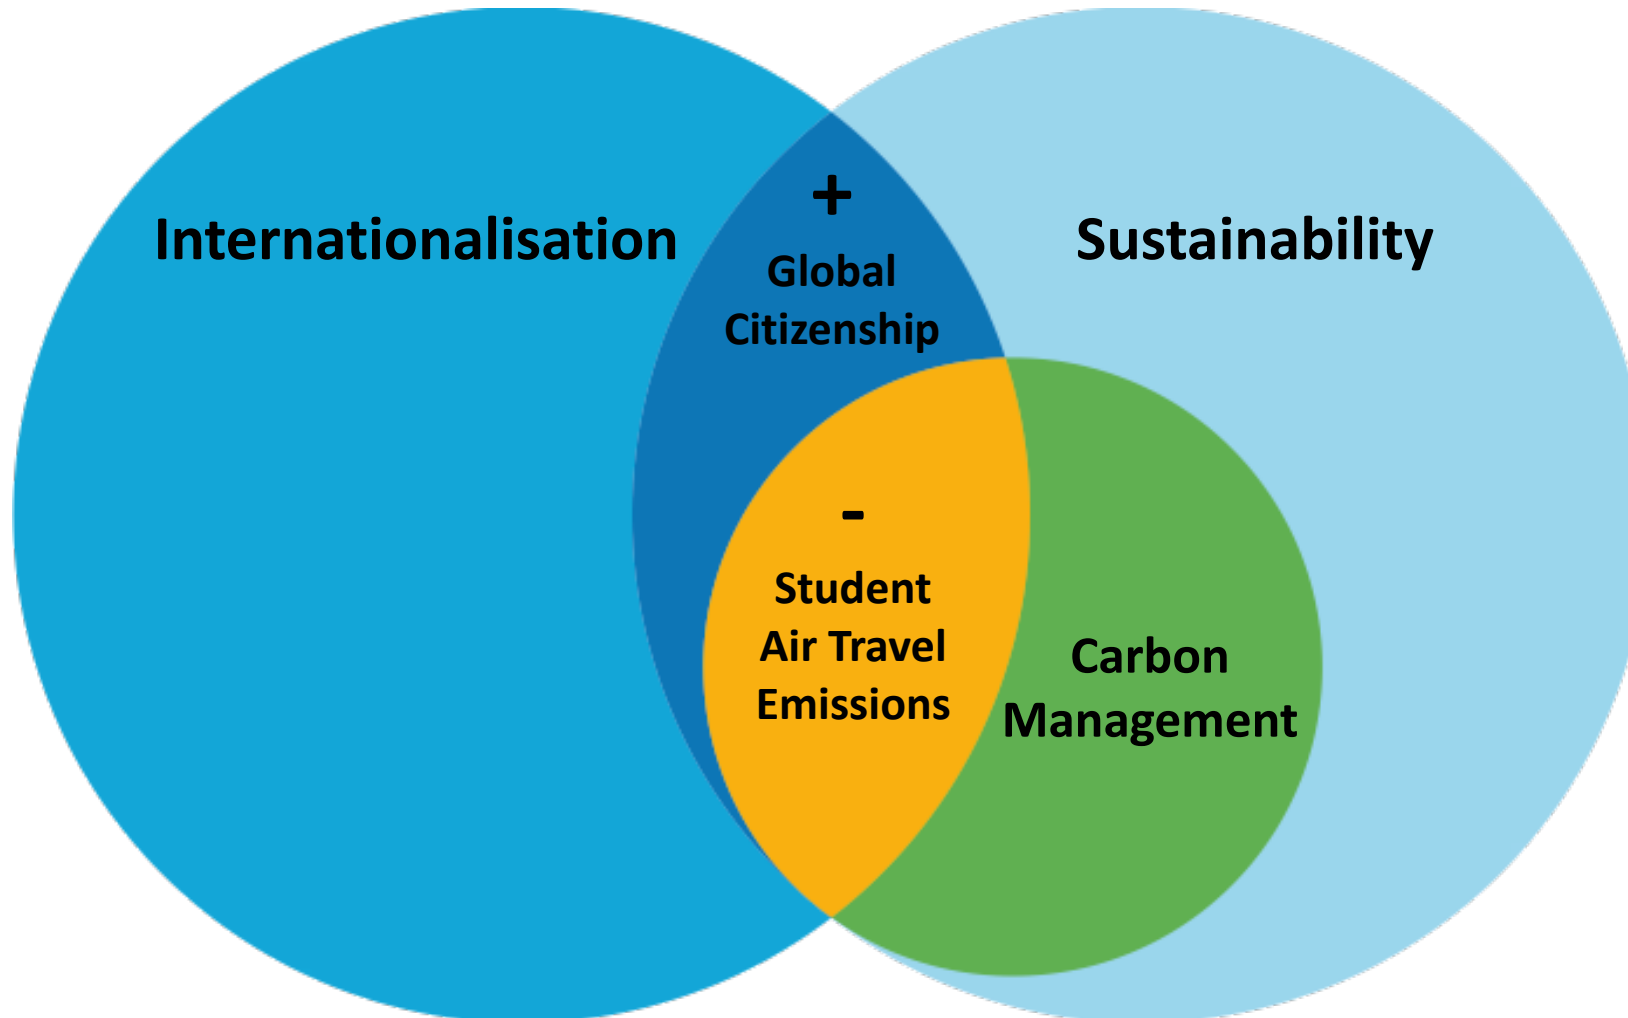 Internationalisation
+
Global
Citizenship
Sustainability
-
Student
Air Travel
Emissions
Carbon
Management